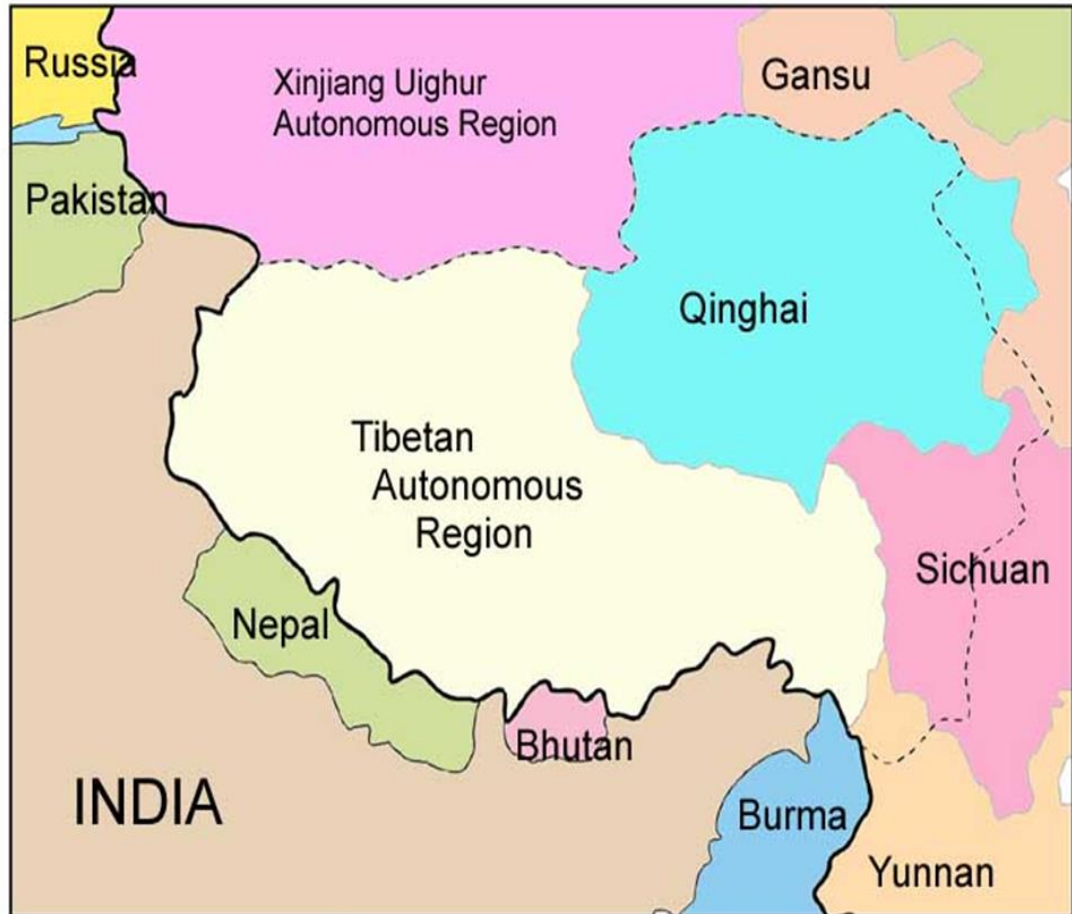 Russia
Xinjiang Uighur
Autonomous Region
Gansu
Pakistan
Qinghai
Tibetan
Autonomous
Region
Sichuan
Nepal
Bhutan
INDIA
Burma
Yunnan